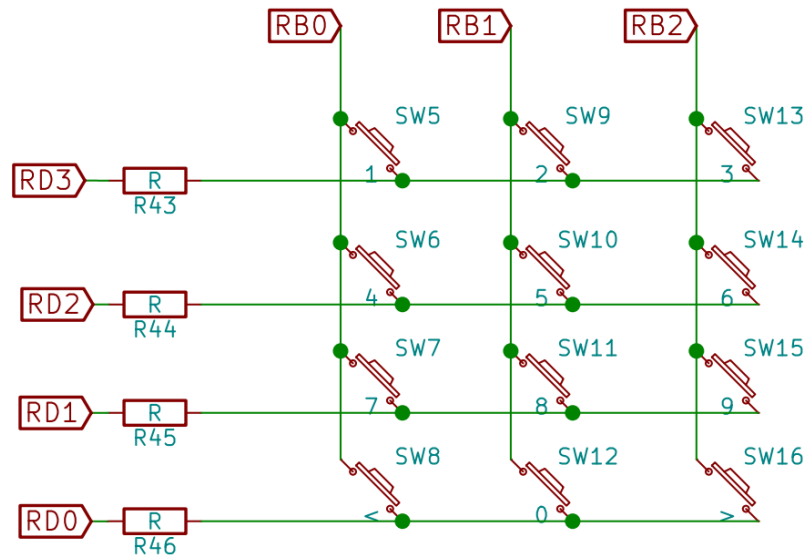 RB0 RB1 RB2
SW5 SW9 SW13
RD3 R 1 2 3
R43
SW6 SW10 SW14
RD2 R 4 5 6
R44
SW7 SW11 SW15
RD1 R 7 8 9
R45
SW8 SW12 SW16
RD0 R < 0 >
R46